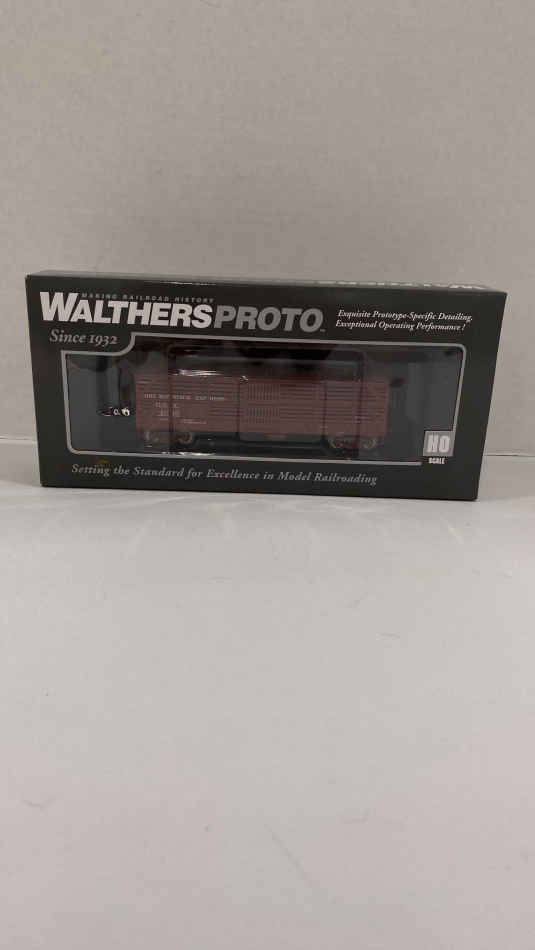 MAKING RAILROAD HISTORY
WALTHERSPROTO™
Since 1932
Exquisite Prototype-Specific Detailing.
Exceptional Operating Performance!
HO
SCALE
Setting the Standard for Excellence in Model Railroading